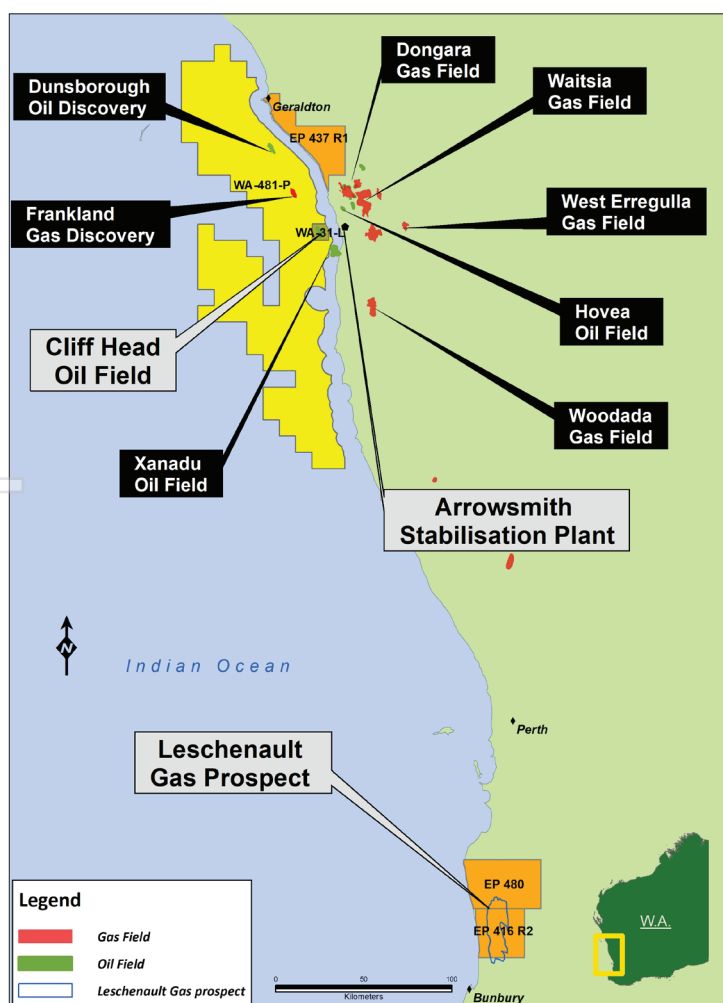 Dongara
Gas Field
Dunsborough
Oil Discovery
Waitsia
Gas Field
Geraldton
EP 437 R1
WA-481-P
Frankland
Gas Discovery
West Erregulla
Gas Field
WA-31-L
Hovea
Oil Field
Cliff Head
Oil Field
Woodada
Gas Field
Xanadu
Oil Field
Arrowsmith
Stabilisation Plant
N
Indian Ocean
Perth
Leschenault
Gas Prospect
EP 480
EP 416 R2
W.A.
Legend
Gas Field
Oil Field
Leschenault Gas prospect
0 50 100
Kilometers
Bunbury